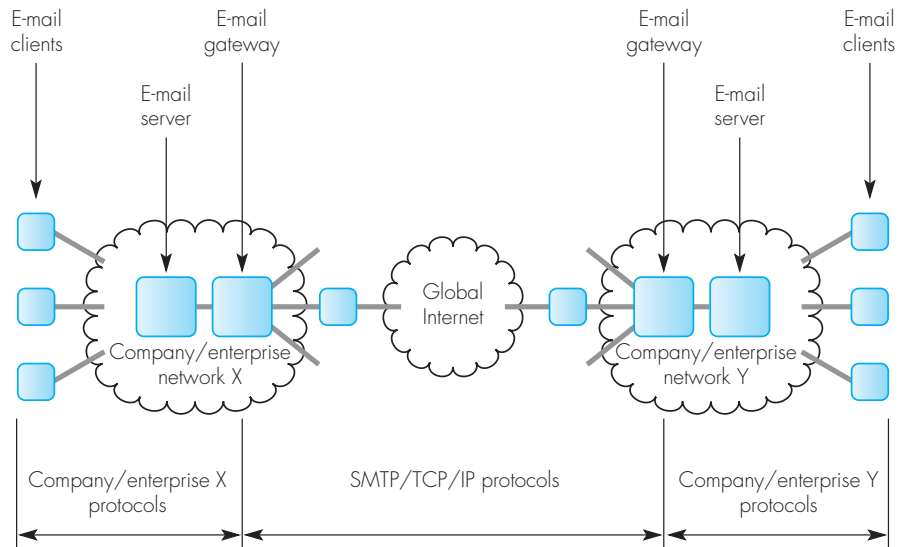 E-mail
clients
E-mail
gateway
E-mail
gateway
E-mail
clients
E-mail
server
E-mail
server
Global
Internet
Company/enterprise
network X
Company/enterprise
network Y
Company/enterprise X
protocols
SMTP/TCP/IP protocols
Company/enterprise Y
protocols